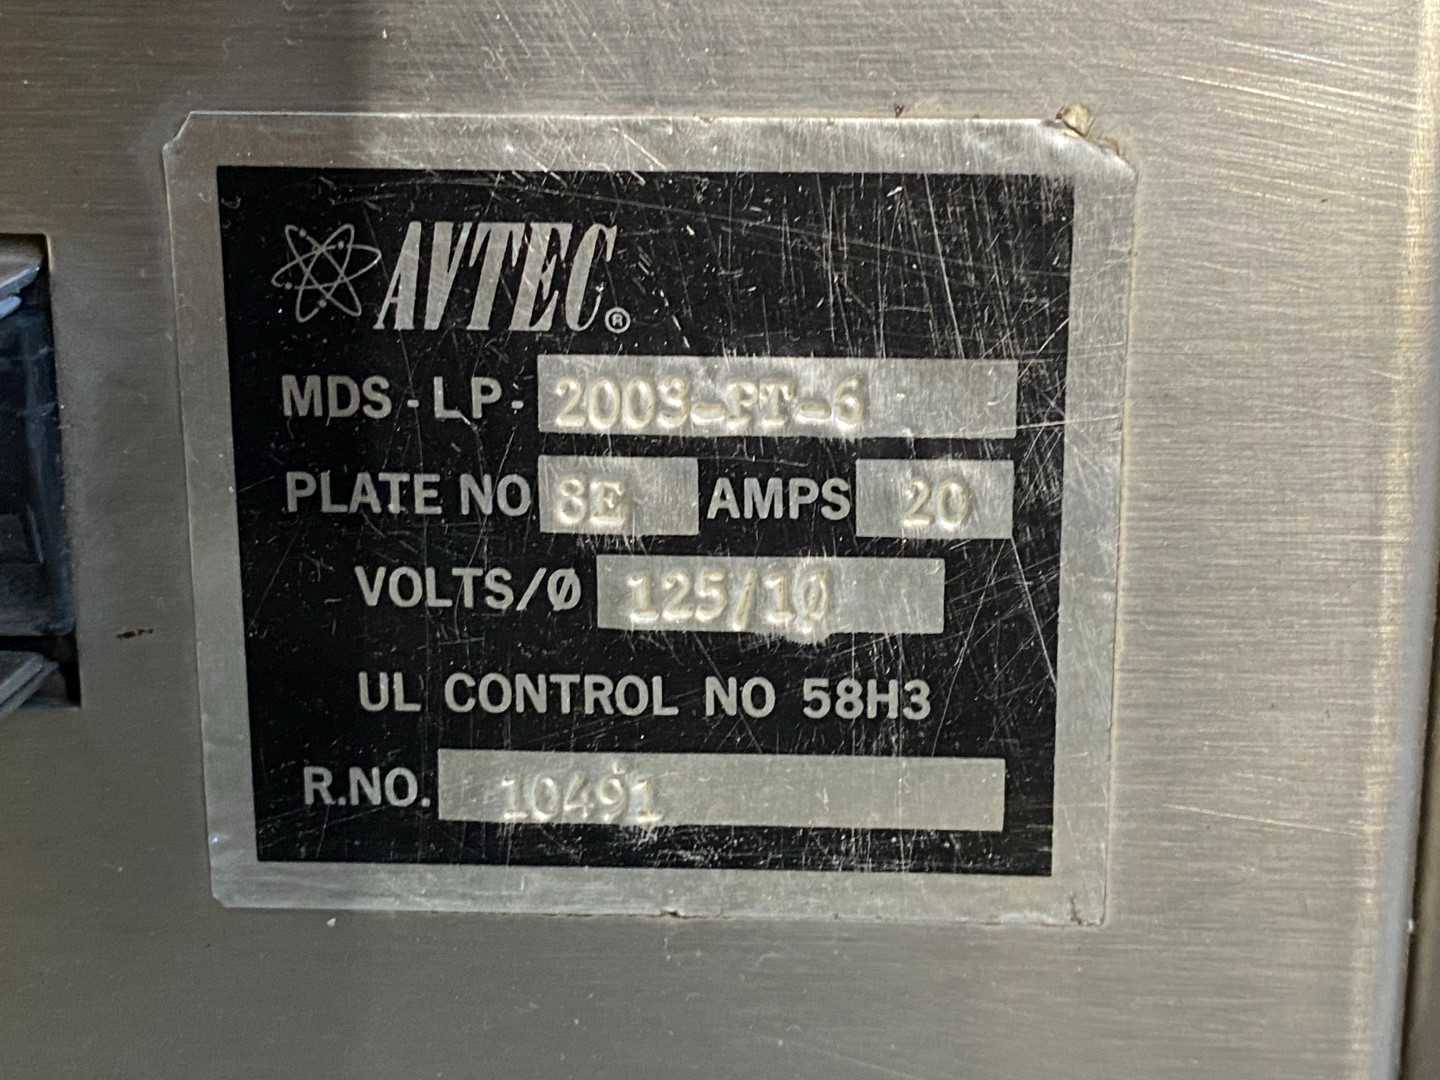 AVTEC®
MDS-LP- 200S-PT-6
PLATE NO 8E AMPS 20
VOLTS/Ø 125/1Ø
UL CONTROL NO 58H3
R.NO. 10491